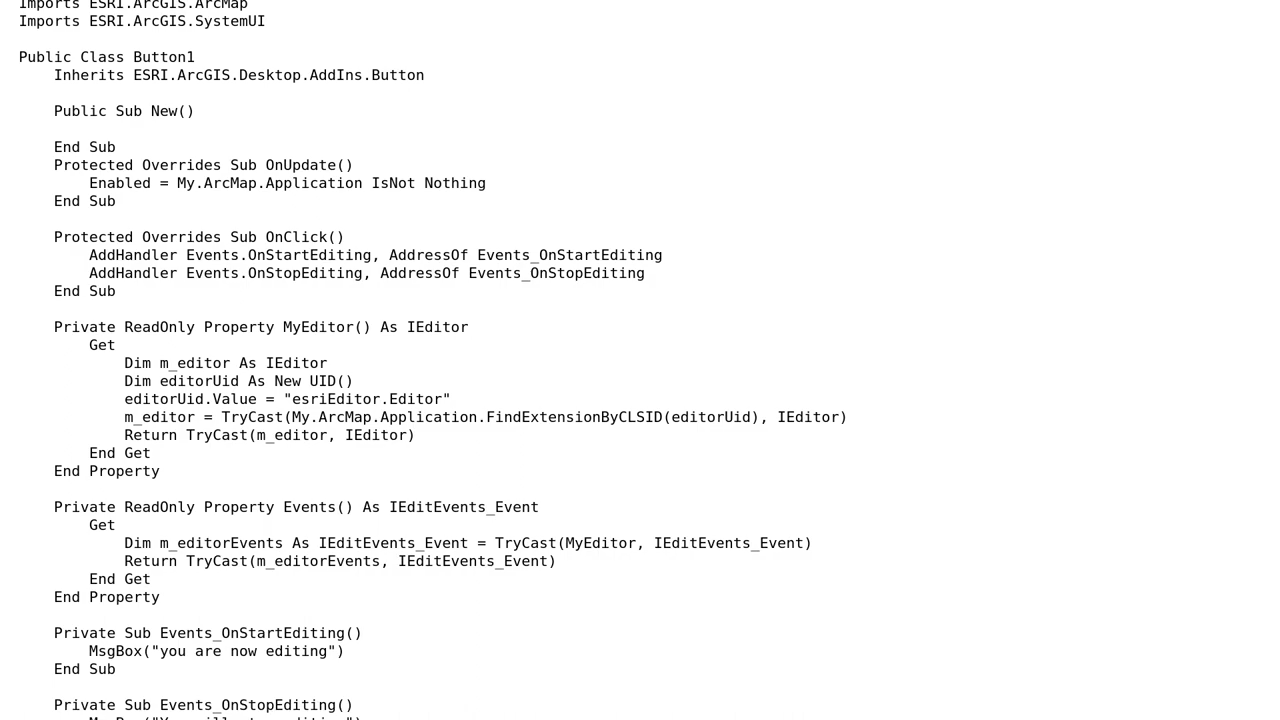 Imports ESRI.ArcGIS.ArcMap
Imports ESRI.ArcGIS.SystemUI

Public Class Button1
    Inherits ESRI.ArcGIS.Desktop.AddIns.Button

    Public Sub New()

    End Sub
    Protected Overrides Sub OnUpdate()
        Enabled = My.ArcMap.Application IsNot Nothing
    End Sub

    Protected Overrides Sub OnClick()
        AddHandler Events.OnStartEditing, AddressOf Events_OnStartEditing
        AddHandler Events.OnStopEditing, AddressOf Events_OnStopEditing
    End Sub

    Private ReadOnly Property MyEditor() As IEditor
        Get
            Dim m_editor As IEditor
            Dim editorUid As New UID()
            editorUid.Value = "esriEditor.Editor"
            m_editor = TryCast(My.ArcMap.Application.FindExtensionByCLSID(editorUid), IEditor)
            Return TryCast(m_editor, IEditor)
        End Get
    End Property

    Private ReadOnly Property Events() As IEditEvents_Event
        Get
            Dim m_editorEvents As IEditEvents_Event = TryCast(MyEditor, IEditEvents_Event)
            Return TryCast(m_editorEvents, IEditEvents_Event)
        End Get
    End Property

    Private Sub Events_OnStartEditing()
        MsgBox("you are now editing")
    End Sub

    Private Sub Events_OnStopEditing()